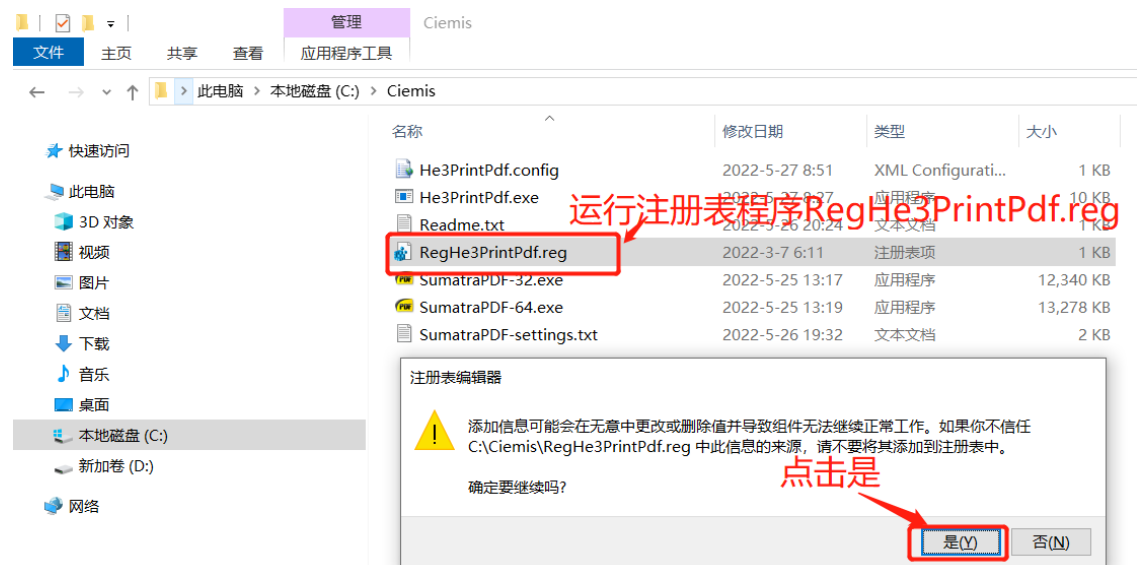 管理
Ciemis
文件
主页
共享
查看
应用程序工具
此电脑 > 本地磁盘 (C:) > Ciemis
名称
修改日期
类型
大小
快速访问
此电脑
3D 对象
视频
图片
文档
下载
音乐
桌面
本地磁盘 (C:)
新加卷 (D:)
网络
He3PrintPdf.config 2022-5-27 8:51 XML Configurati... 1 KB
He3PrintPdf.exe 2022-5-27 8:27 应用程序 10 KB
运行注册表程序RegHe3PrintPdf.reg
Readme.txt 2022-5-26 20:24 文本文档 1 KB
RegHe3PrintPdf.reg 2022-3-7 6:11 注册表项 1 KB
SumatraPDF-32.exe 2022-5-25 13:17 应用程序 12,340 KB
SumatraPDF-64.exe 2022-5-25 13:19 应用程序 13,278 KB
SumatraPDF-settings.txt 2022-5-26 19:32 文本文档 2 KB
注册表编辑器
添加信息可能会在无意中更改或删除值并导致组件无法继续正常工作。如果你不信任
C:\Ciemis\RegHe3PrintPdf.reg 中此信息的来源，请不要将其添加到注册表中。
确定要继续吗?
点击是
是(Y)
否(N)